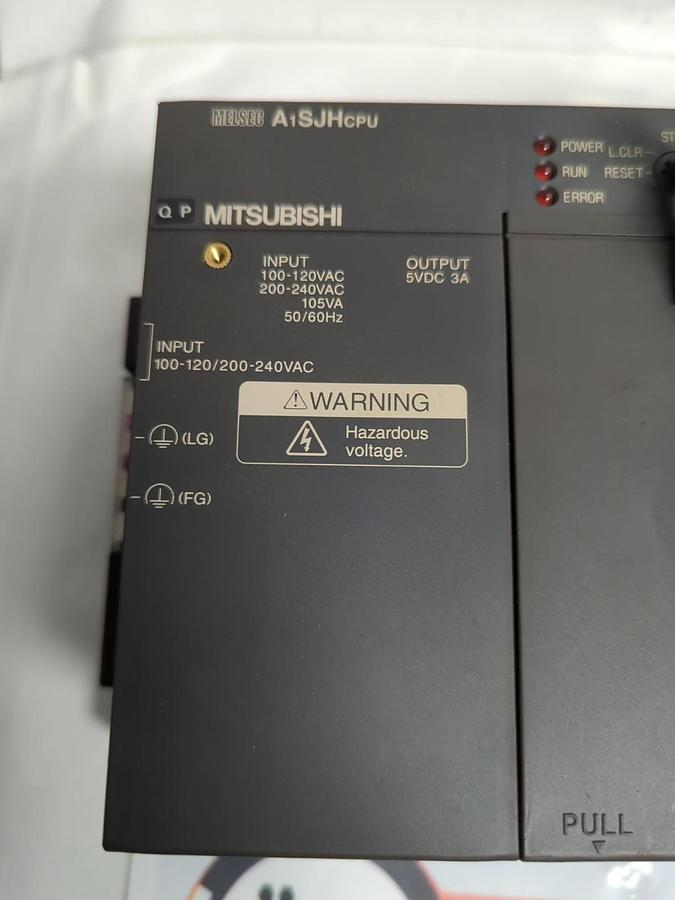 MELSEC A1SJHCPU
POWER L.CLR
RUN RESET
ERROR
ST
Q P MITSUBISHI
INPUT
100-120VAC
200-240VAC
105VA
50/60Hz
OUTPUT
5VDC 3A
INPUT
100-120/200-240VAC
⚠WARNING
Hazardous
voltage.
(LG)
(FG)
PULL